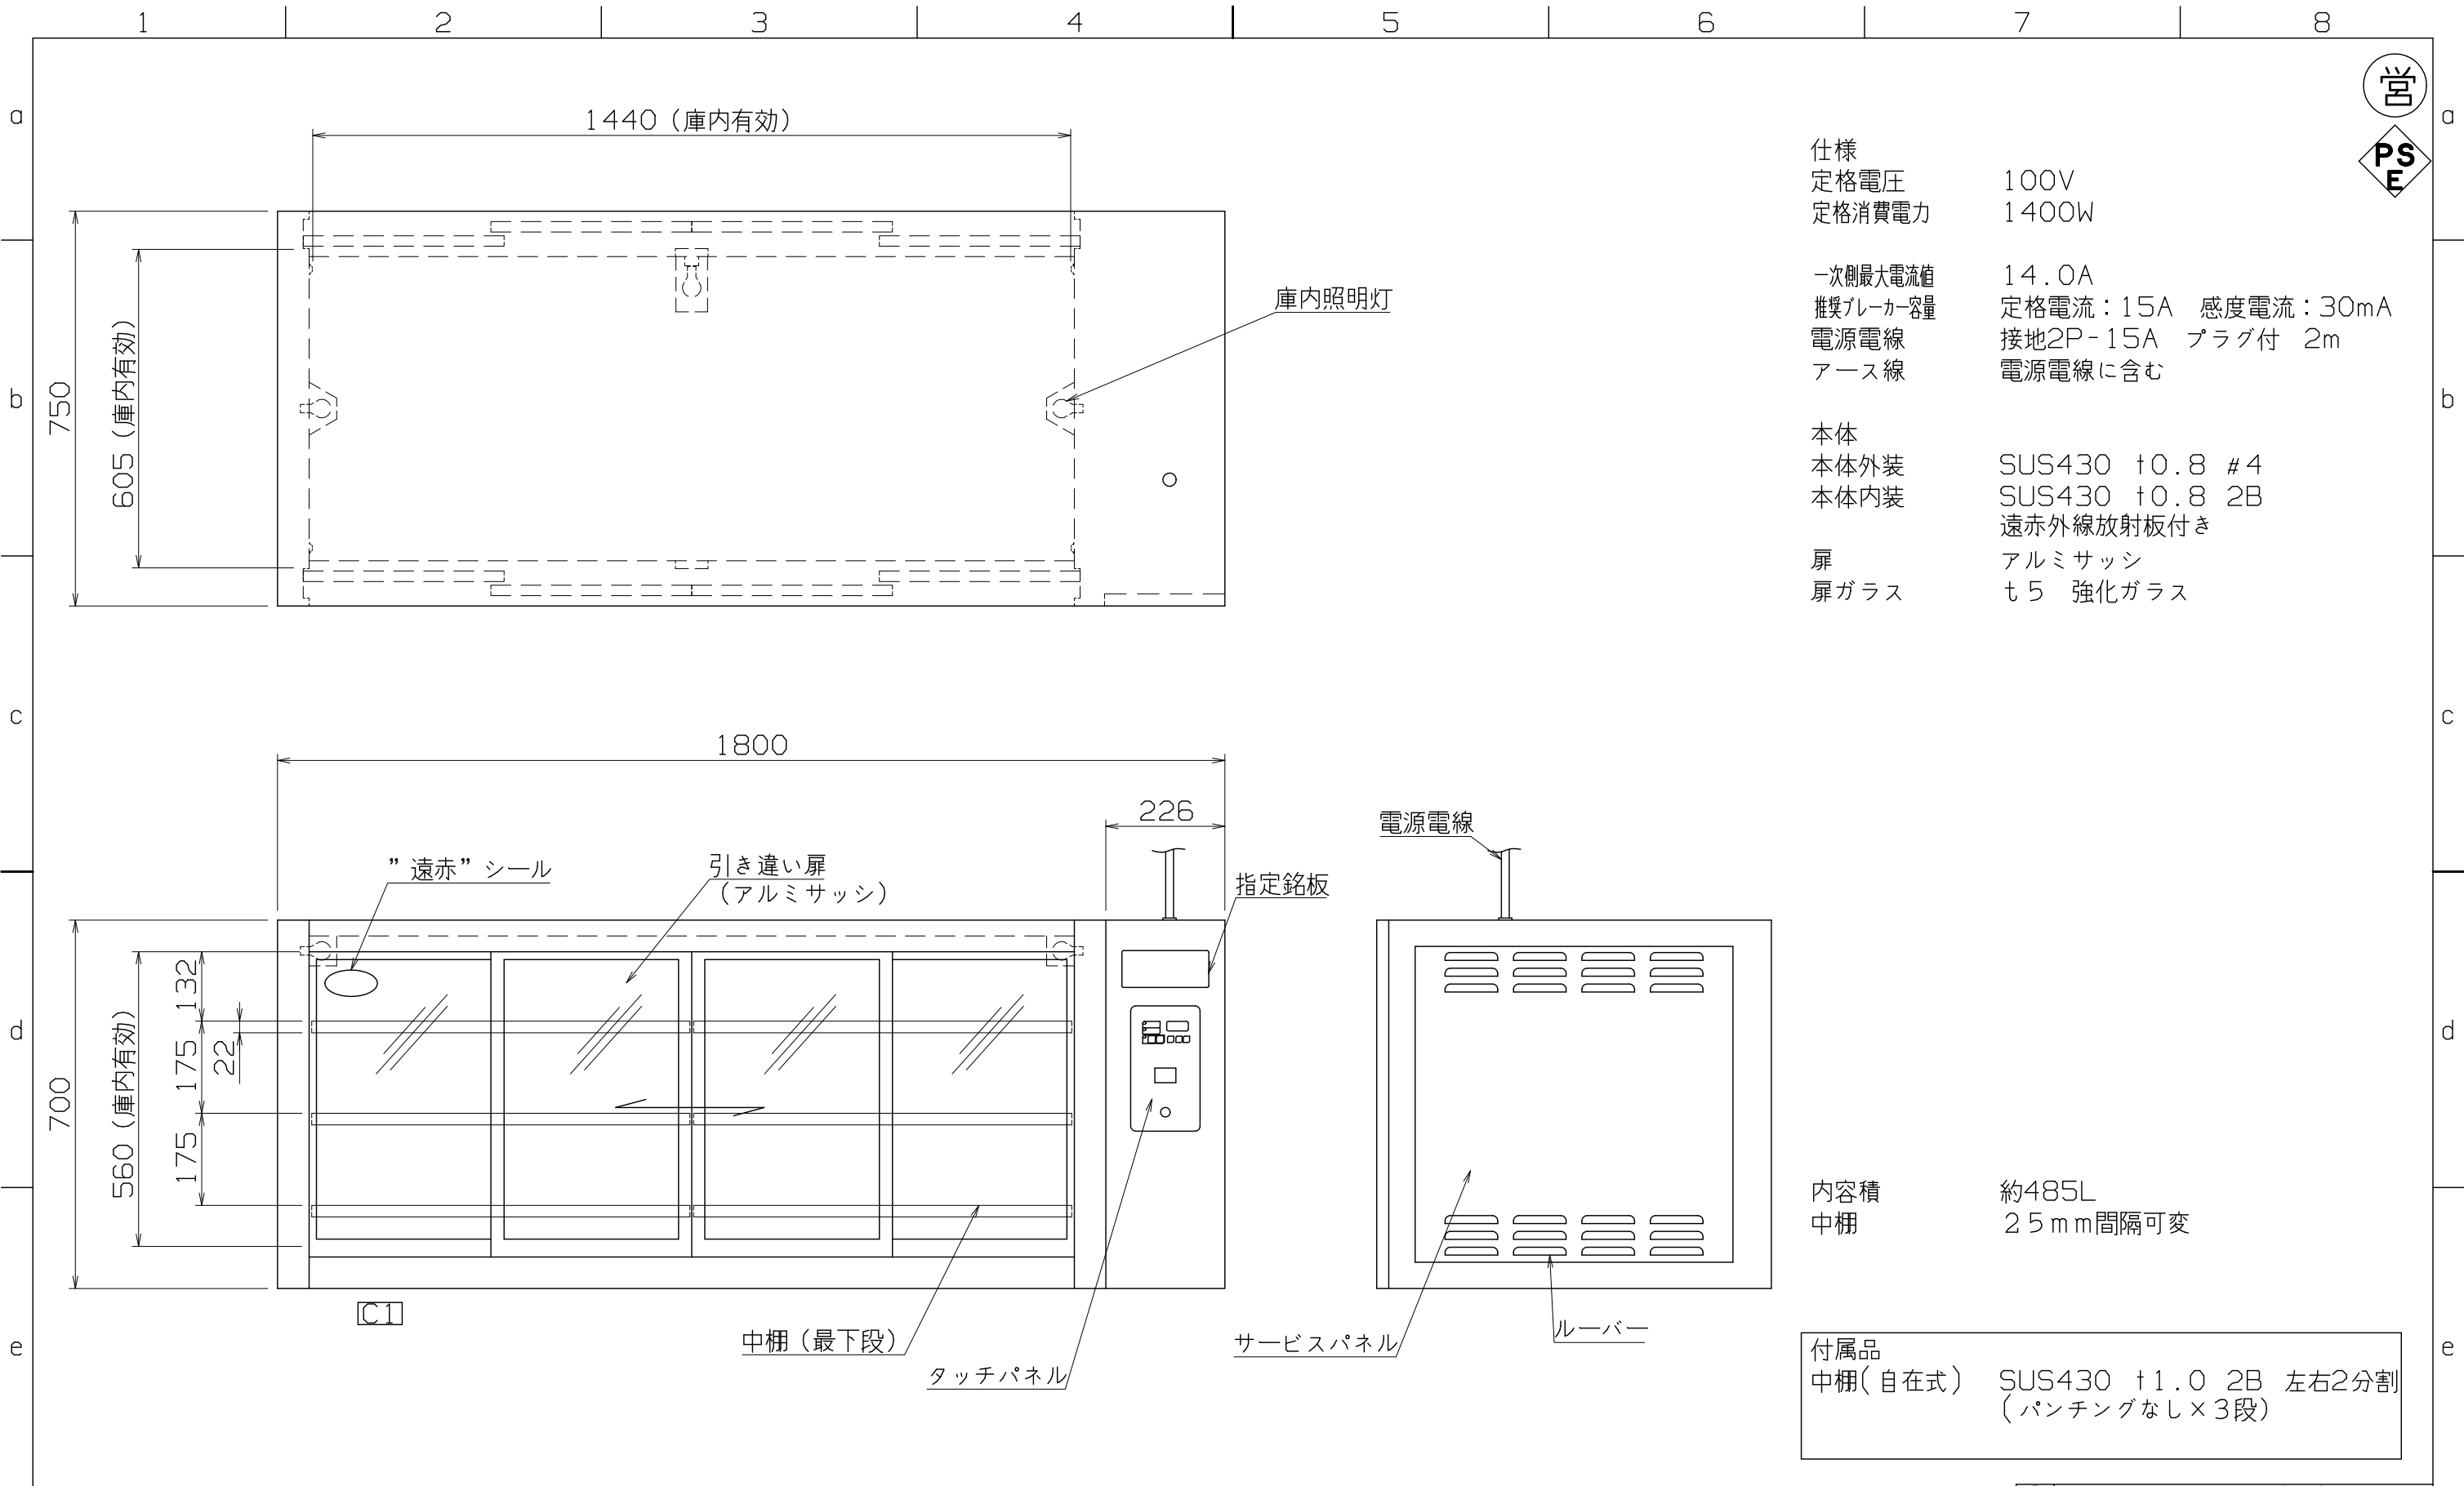 1 2 3 4 5 6 7 8
a
a
営
PS
E
1440 (庫内有効)
750
605 (庫内有効)
庫内照明灯
b
b
仕様
定格電圧 100V
定格消費電力 1400W
一次側最大電流値 14.0A
推奨ブレーカー容量 定格電流:15A 感度電流:30mA
電源電線 接地2P-15A プラグ付 2m
アース線 電源電線に含む
本体
本体外装 SUS430 t0.8 #4
本体内装 SUS430 t0.8 2B
遠赤外線放射板付き
扉 アルミサッシ
扉ガラス t5 強化ガラス
c
c
1800
226
”遠赤”シール
引き違い扉
(アルミサッシ)
指定銘板
電源電線
d
d
700
560 (庫内有効)
132
175
22
175
C1
中棚(最下段)
タッチパネル
サービスパネル
ルーバー
内容積 約485L
中棚 25mm間隔可変
e
e
付属品
中棚(自在式) SUS430 t1.0 2B 左右2分割
(パンチングなし×3段)